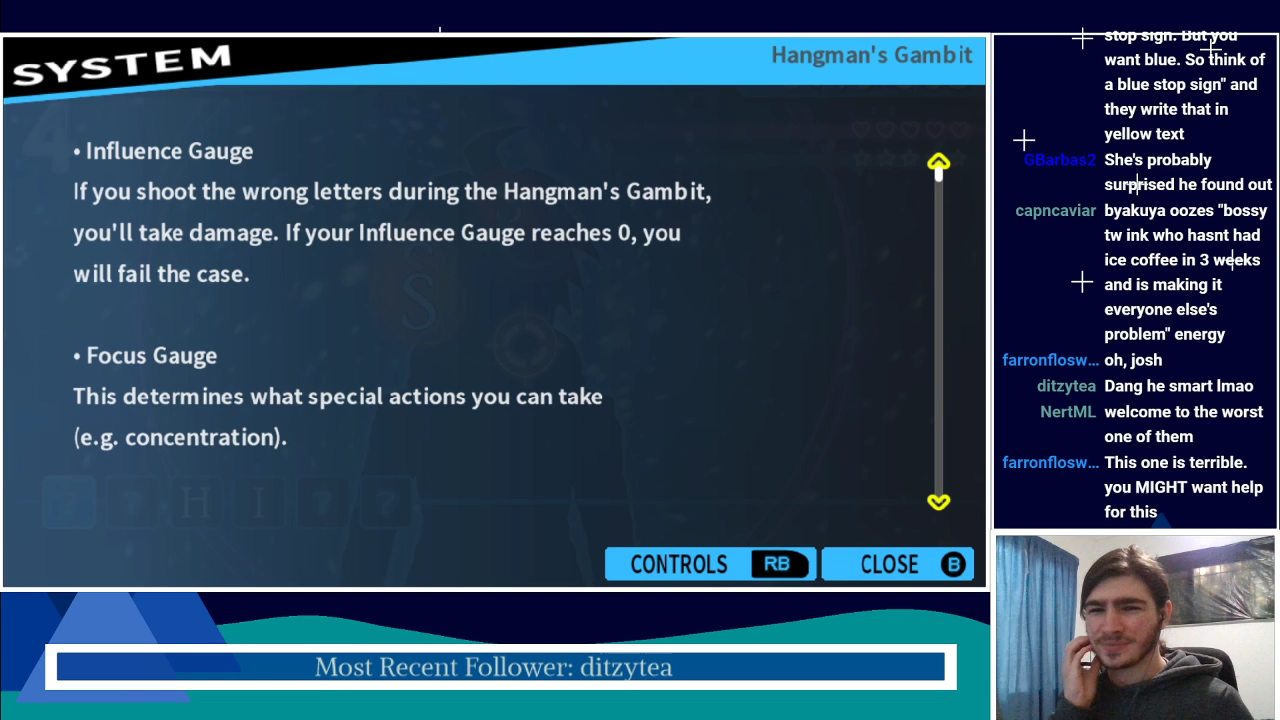 SYSTEM
Hangman's Gambit
• Influence Gauge
If you shoot the wrong letters during the Hangman's Gambit,
you'll take damage. If your Influence Gauge reaches 0, you
will fail the case.
• Focus Gauge
This determines what special actions you can take
(e.g. concentration).
4
S
? ? H I ? ?
CONTROLS RB CLOSE B
Most Recent Follower: ditzytea
stop sign. But you
want blue. So think of
a blue stop sign" and
they write that in
yellow text
GBarbas2 She's probably
surprised he found out
capncaviar byakuya oozes "bossy
tw ink who hasnt had
ice coffee in 3 weeks
and is making it
everyone else's
problem" energy
farronflosw... oh, josh
ditzytea Dang he smart lmao
NertML welcome to the worst
one of them
farronflosw... This one is terrible.
you MIGHT want help
for this